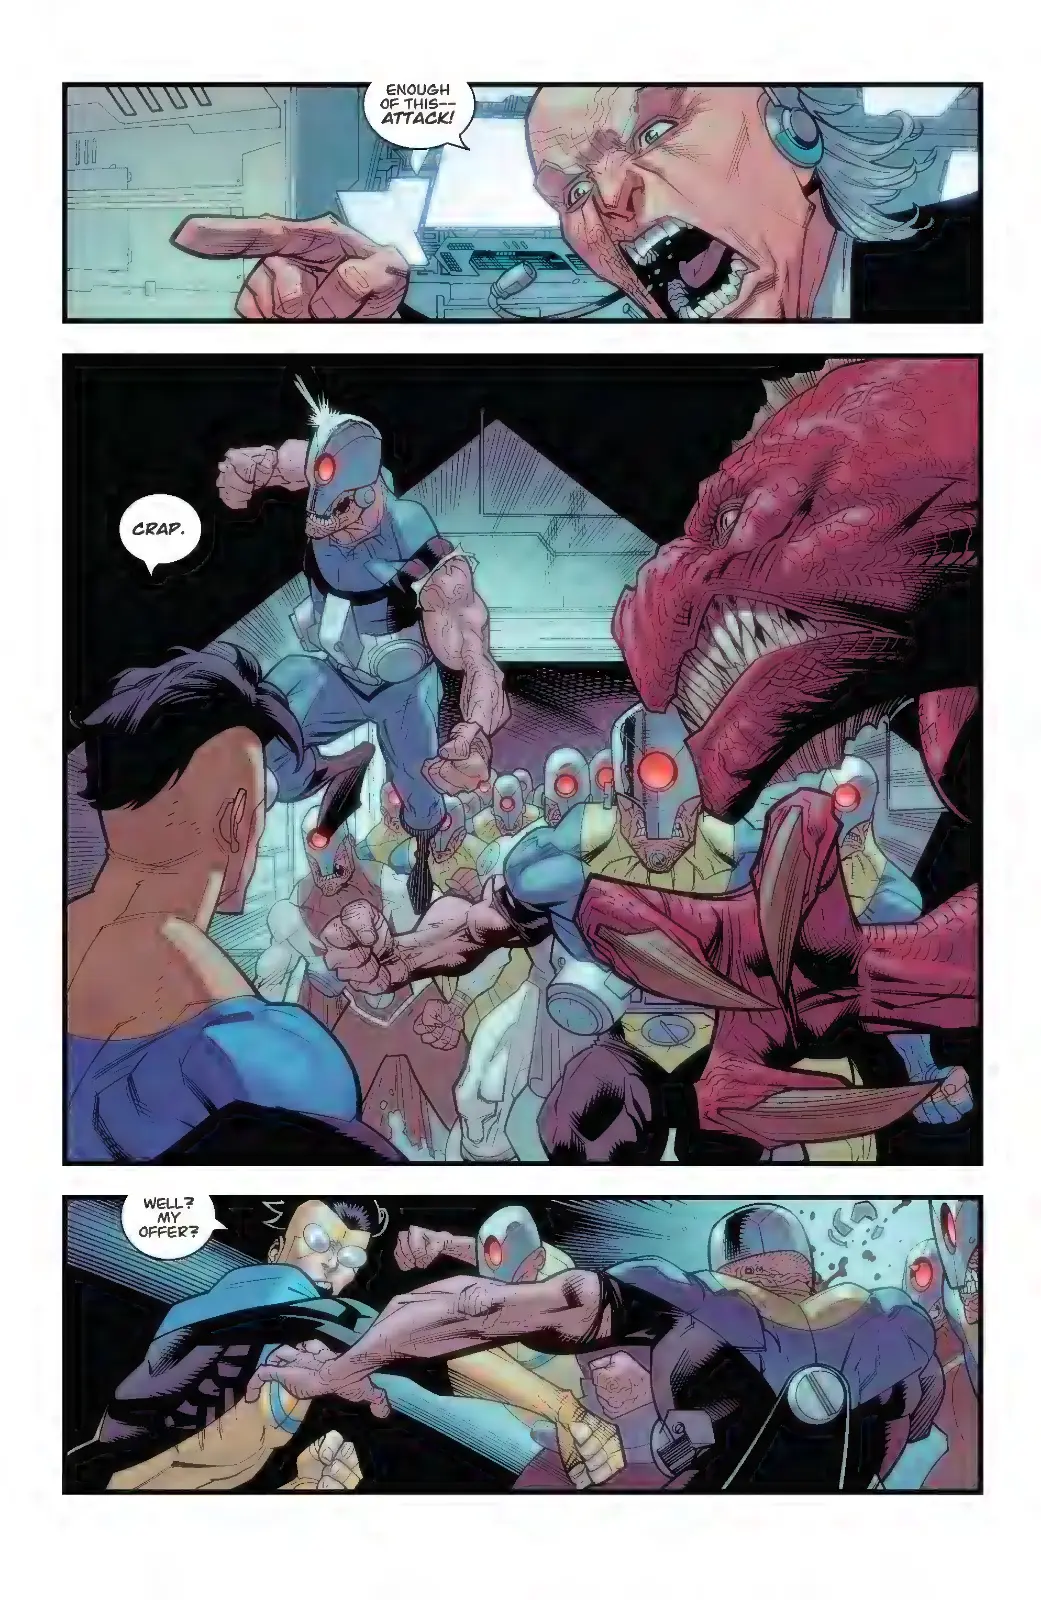 ENOUGH
OF THIS--
ATTACK!
CRAP.
WELL?
MY
OFFER?